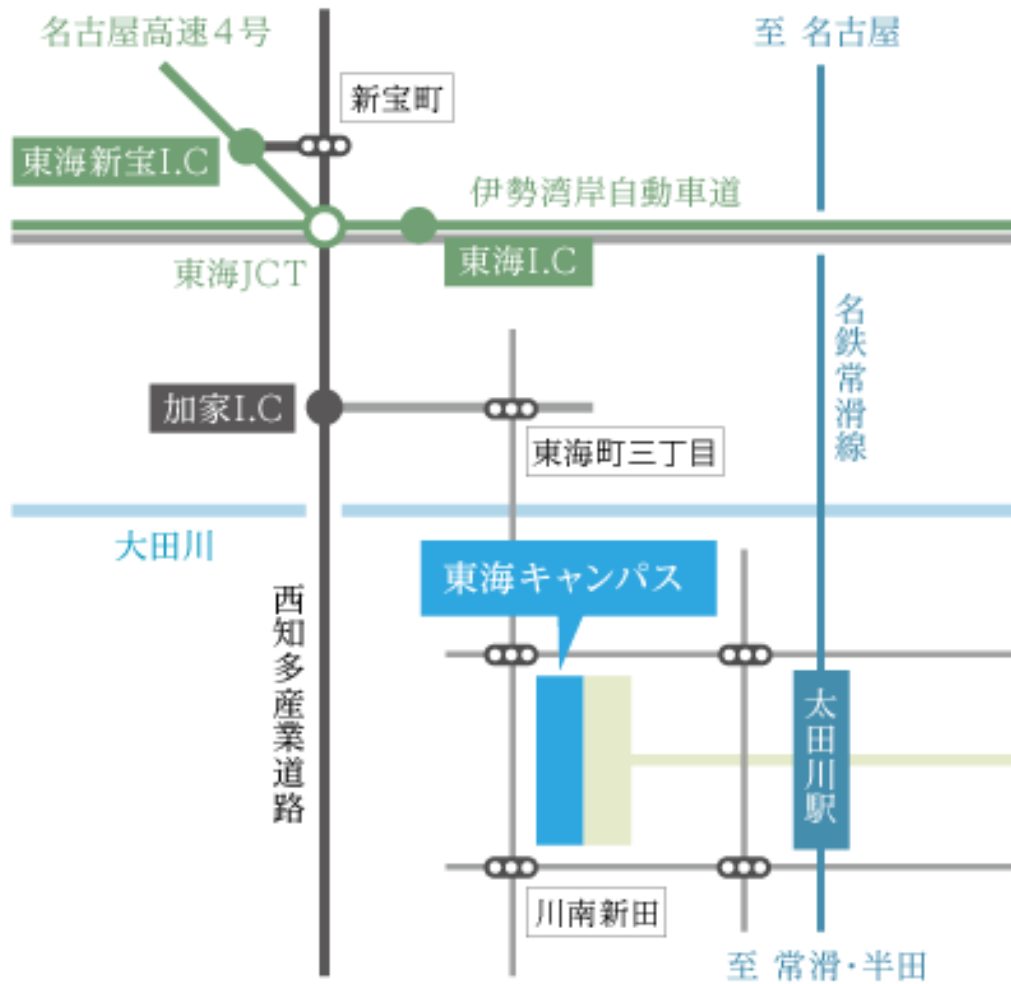 名古屋高速4号
至 名古屋
新宝町
東海新宝I.C
伊勢湾岸自動車道
東海JCT
東海I.C
名鉄常滑線
加家I.C
東海町三丁目
大田川
東海キャンパス
西知多産業道路
太田川駅
川南新田
至 常滑・半田